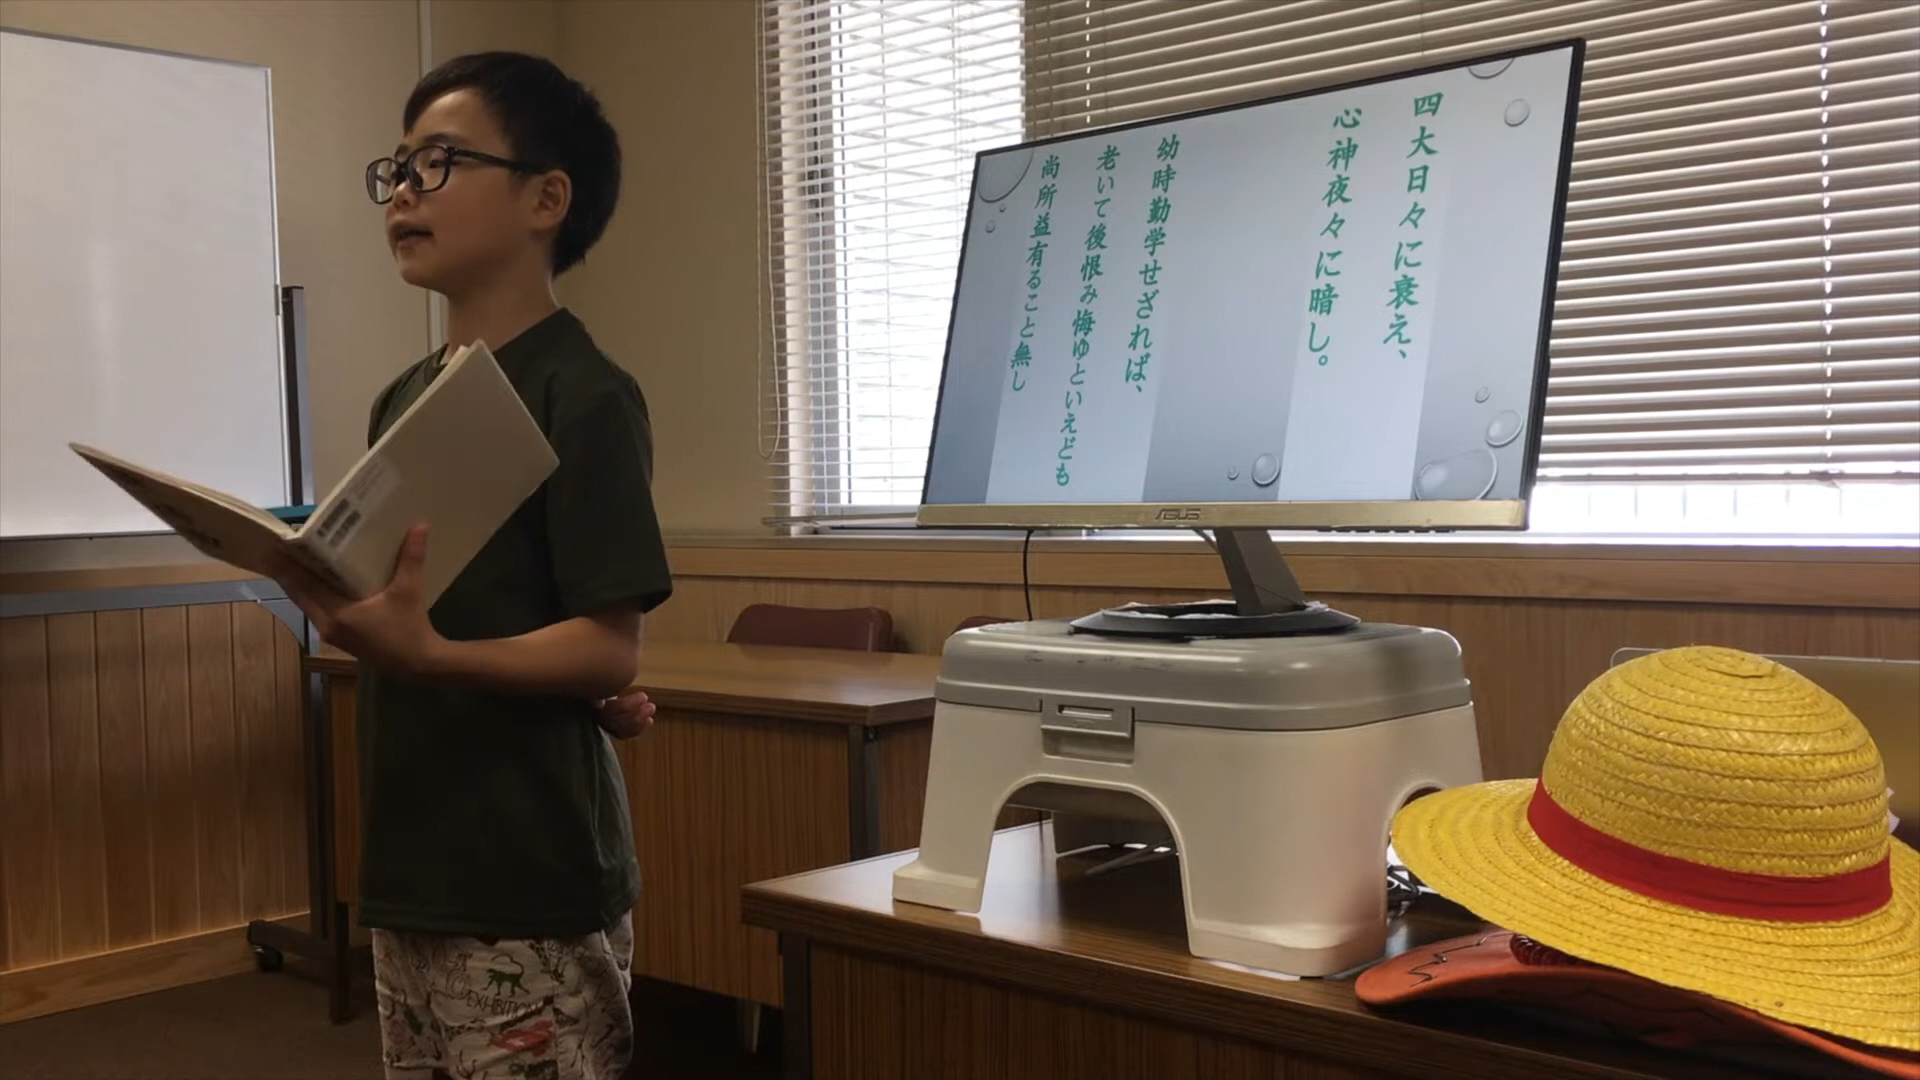 四大日々に衰え、
心神夜々に暗し。
幼時勤学せざれば、
老いて後恨み悔ゆといえども
尚所益有ること無し
ASUS
EXHIBITION